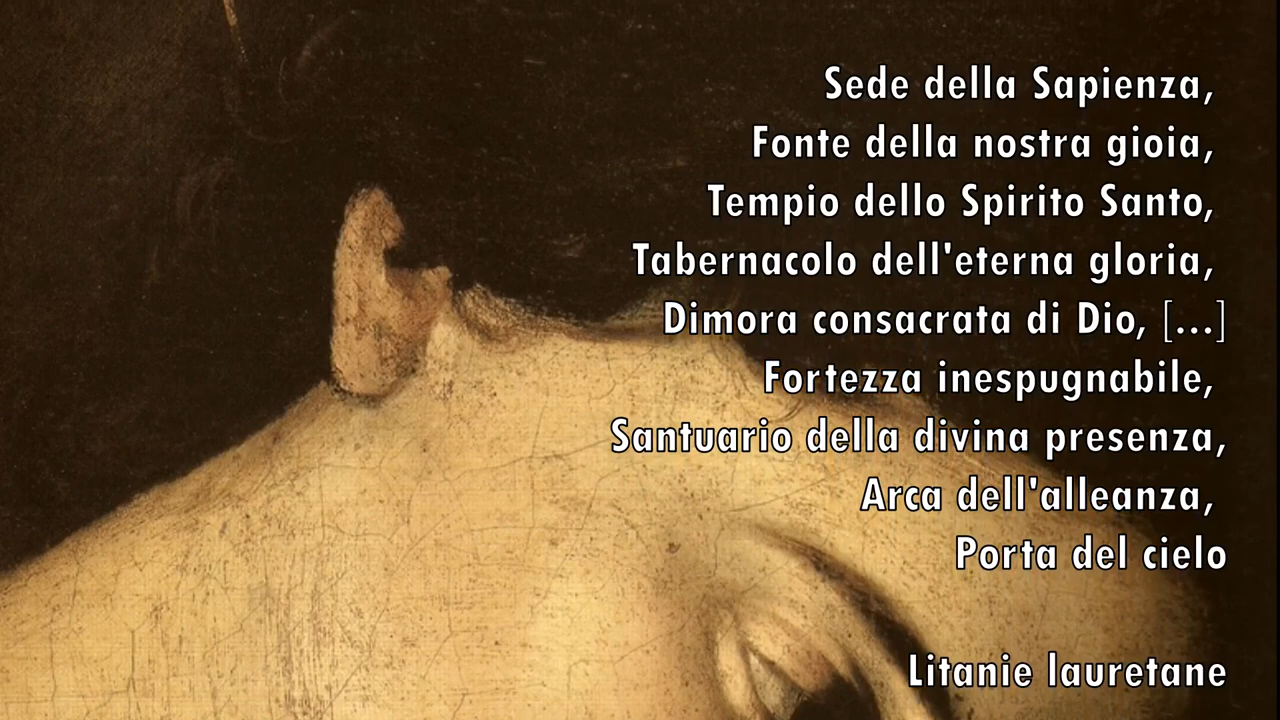 Sede della Sapienza,
Fonte della nostra gioia,
Tempio dello Spirito Santo,
Tabernacolo dell'eterna gloria,
Dimora consacrata di Dio, [...]
Fortezza inespugnabile,
Santuario della divina presenza,
Arca dell'alleanza,
Porta del cielo
Litanie lauretane